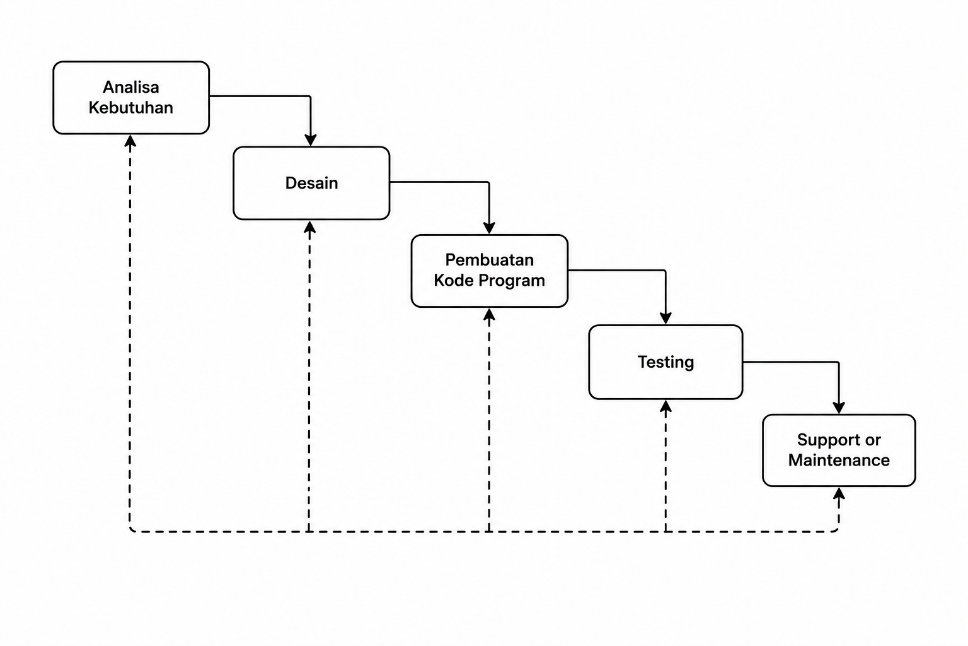 Analisa
Kebutuhan
Desain
Pembuatan
Kode Program
Testing
Support or
Maintenance